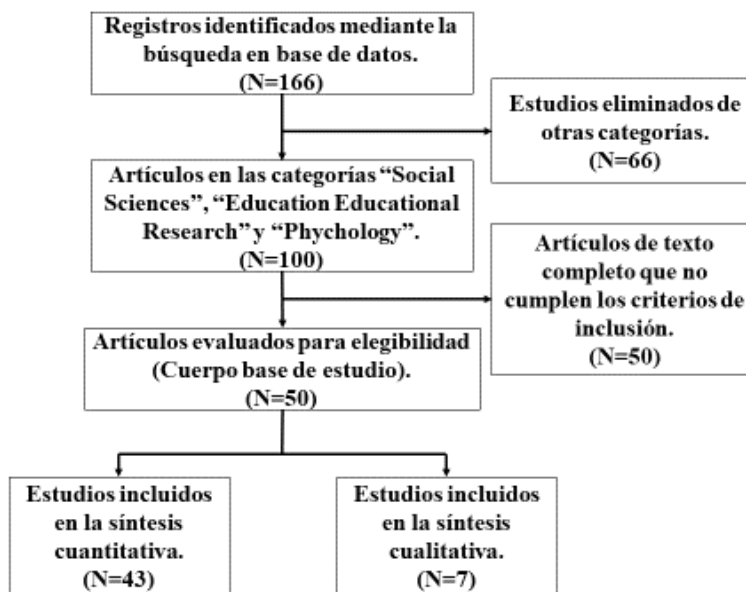 Registros identificados mediante la
búsqueda en base de datos.
(N=166)
Estudios eliminados de
otras categorías.
(N=66)
Artículos en las categorías “Social
Sciences”, “Education Educational
Research” y “Phychology”.
(N=100)
Artículos de texto
completo que no
cumplen los criterios de
inclusión.
(N=50)
Artículos evaluados para elegibilidad
(Cuerpo base de estudio).
(N=50)
Estudios incluidos
en la síntesis
cuantitativa.
(N=43)
Estudios incluidos
en la síntesis
cualitativa.
(N=7)